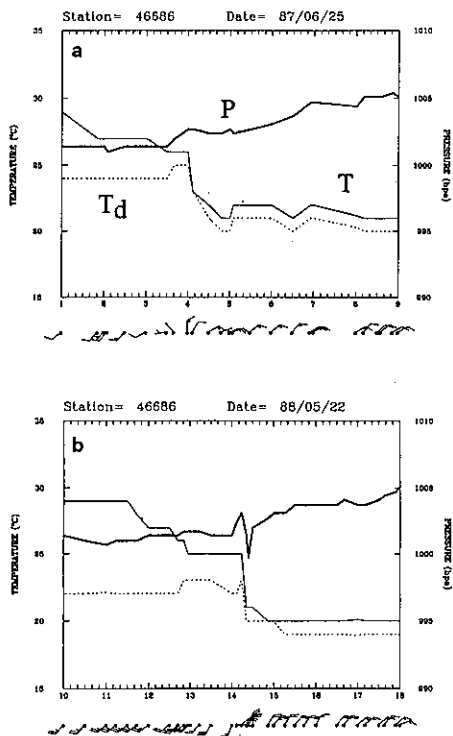 Station= 46686 Date= 87/06/25
35 1010
a
30 P 1005
TEMPERATURE (°C) 25 1000 PRESSURE (hpa)
Td T
20 995
15 990
1 2 3 4 5 6 7 8 9
Station= 46686 Date= 88/05/22
35 1010
b
30 1005
TEMPERATURE (°C) 25 1000 PRESSURE (hpa)
20 995
15 990
10 11 12 13 14 15 16 17 18